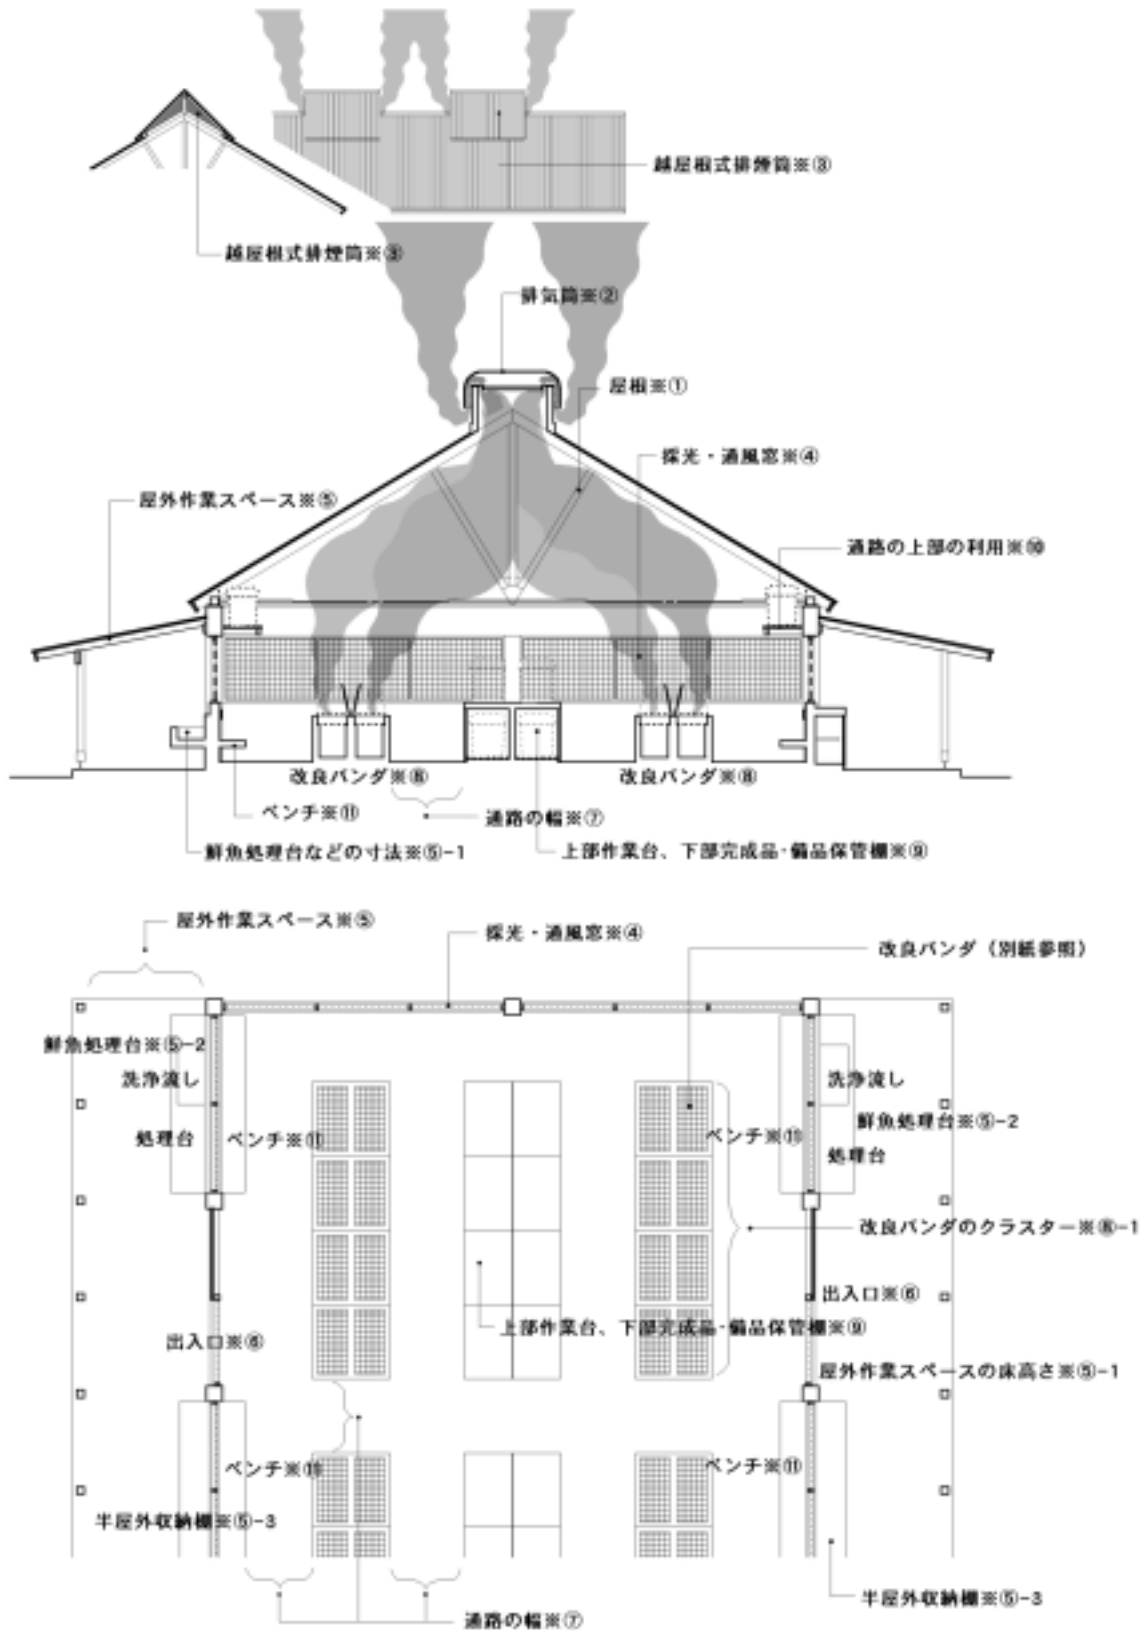 越屋根式排煙筒※③
越屋根式排煙筒※③
排気筒※②
屋根※①
採光・通風窓※④
屋外作業スペース※⑤
通路の上部の利用※⑩
改良バンダ※⑧
改良バンダ※⑧
ベンチ※⑪
通路の幅※⑦
鮮魚処理台などの寸法※⑤-1
上部作業台、下部完成品・備品保管棚※⑨
屋外作業スペース※⑤
採光・通風窓※④
改良バンダ（別紙参照）
鮮魚処理台※⑤-2
洗浄流し
洗浄流し
鮮魚処理台※⑤-2
処理台
ベンチ※⑪
ベンチ※⑪
処理台
改良バンダのクラスター※⑧-1
出入口※⑥
上部作業台、下部完成品・備品保管棚※⑨
出入口※⑥
屋外作業スペースの床高さ※⑤-1
ベンチ※⑪
ベンチ※⑪
半屋外収納棚※⑤-3
半屋外収納棚※⑤-3
通路の幅※⑦